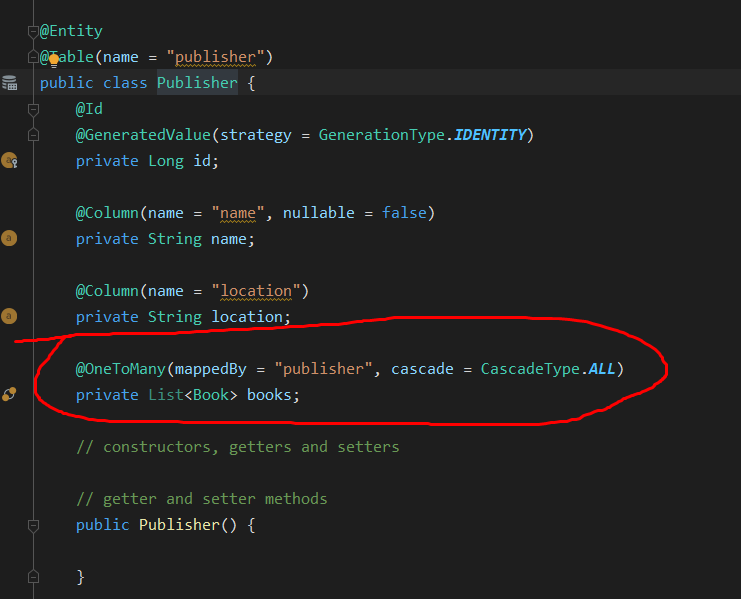 @Entity
@Table(name = "publisher")
public class Publisher {
@Id
@GeneratedValue(strategy = GenerationType.IDENTITY)
private Long id;
@Column(name = "name", nullable = false)
private String name;
@Column(name = "location")
private String location;
@OneToMany(mappedBy = "publisher", cascade = CascadeType.ALL)
private List<Book> books;
// constructors, getters and setters
// getter and setter methods
public Publisher() {
}